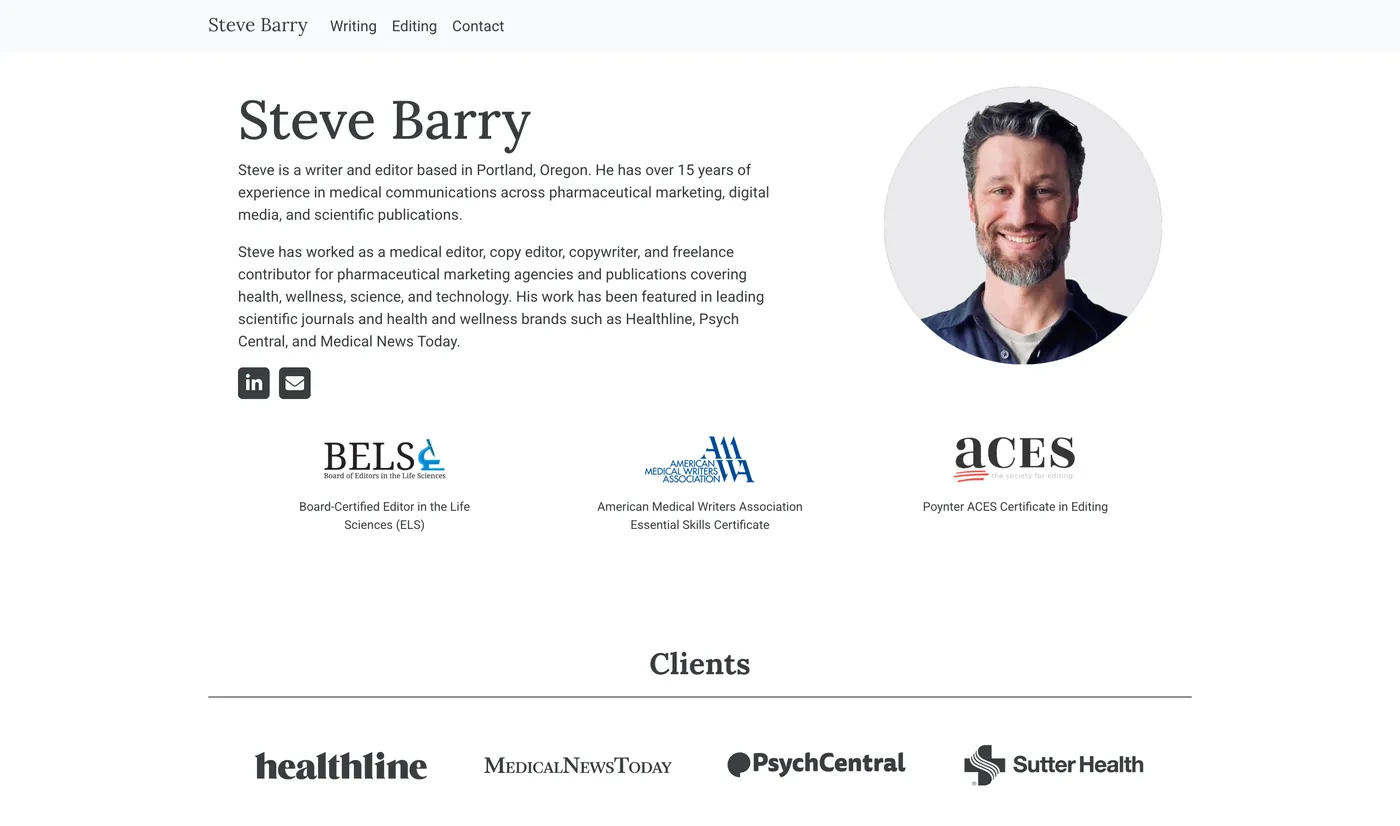 Steve Barry Writing Editing Contact
Steve Barry
Steve is a writer and editor based in Portland, Oregon. He has over 15 years of
experience in medical communications across pharmaceutical marketing, digital
media, and scientific publications.
Steve has worked as a medical editor, copy editor, copywriter, and freelance
contributor for pharmaceutical marketing agencies and publications covering
health, wellness, science, and technology. His work has been featured in leading
scientific journals and health and wellness brands such as Healthline, Psych
Central, and Medical News Today.
in
BELS
Board of Editors in the Life Sciences
Board-Certified Editor in the Life
Sciences (ELS)
AMWA
AMERICAN
MEDICAL WRITERS
ASSOCIATION
American Medical Writers Association
Essential Skills Certificate
aCES
the society for editing
Poynter ACES Certificate in Editing
Clients
healthline
MEDICALNEWSTODAY
PsychCentral
Sutter Health
®